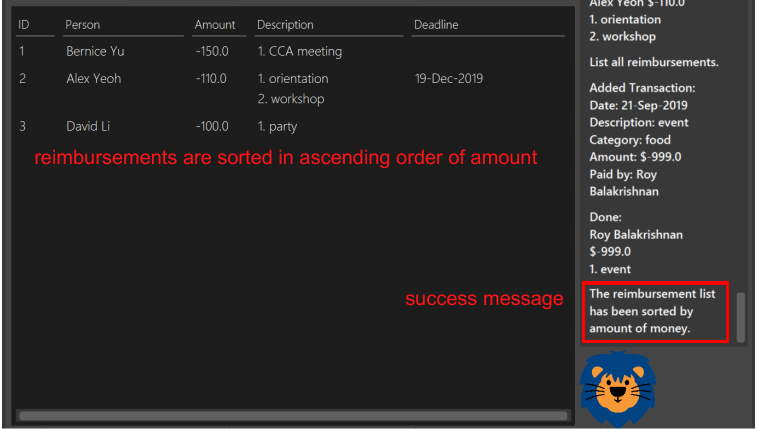 ID Person Amount Description Deadline
1 Bernice Yu -150.0 1. CCA meeting
2 Alex Yeoh -110.0 1. orientation 19-Dec-2019
2. workshop
3 David Li -100.0 1. party
reimbursements are sorted in ascending order of amount
success message
Alex Yeoh $-110.0
1. orientation
2. workshop
List all reimbursements.
Added Transaction:
Date: 21-Sep-2019
Description: event
Category: food
Amount: $-999.0
Paid by: Roy
Balakrishnan
Done:
Roy Balakrishnan
$-999.0
1. event
The reimbursement list
has been sorted by
amount of money.